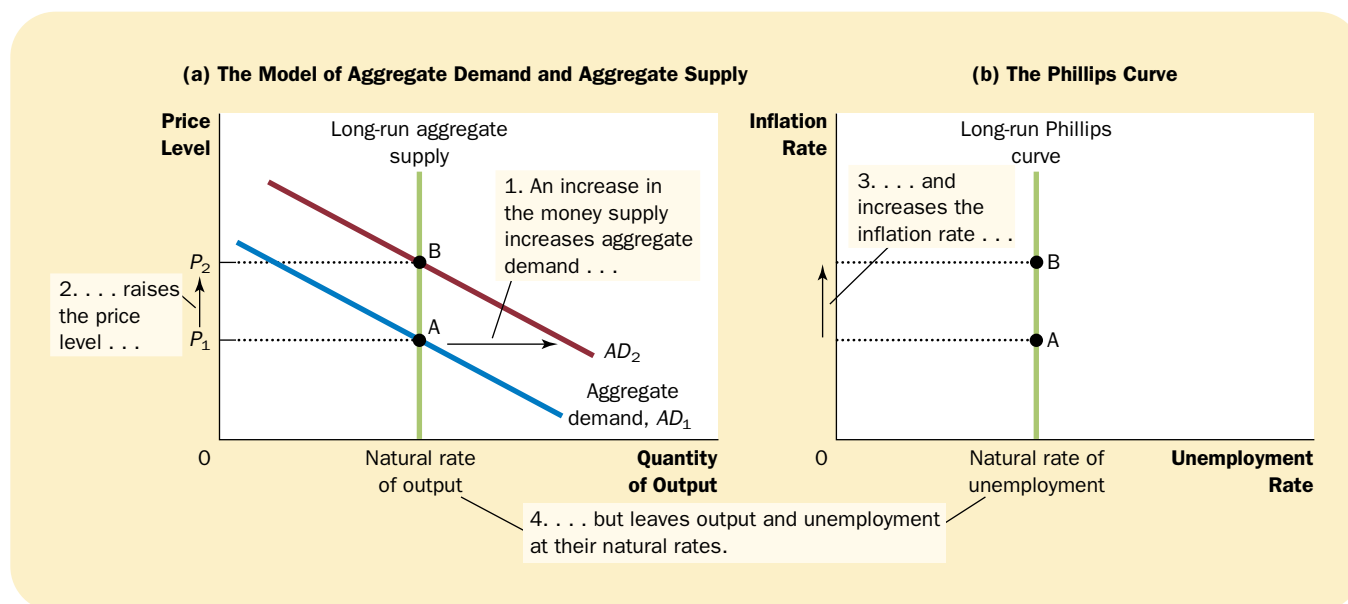 (a) The Model of Aggregate Demand and Aggregate Supply
Price
Level
Long-run aggregate
supply
1. An increase in
the money supply
increases aggregate
demand . . .
B
P2
2. . . . raises
the price
level . . .
A
P1
AD2
Aggregate
demand, AD1
0
Natural rate
of output
Quantity
of Output
(b) The Phillips Curve
Inflation
Rate
Long-run Phillips
curve
3. . . . and
increases the
inflation rate . . .
B
A
0
Natural rate of
unemployment
Unemployment
Rate
4. . . . but leaves output and unemployment
at their natural rates.